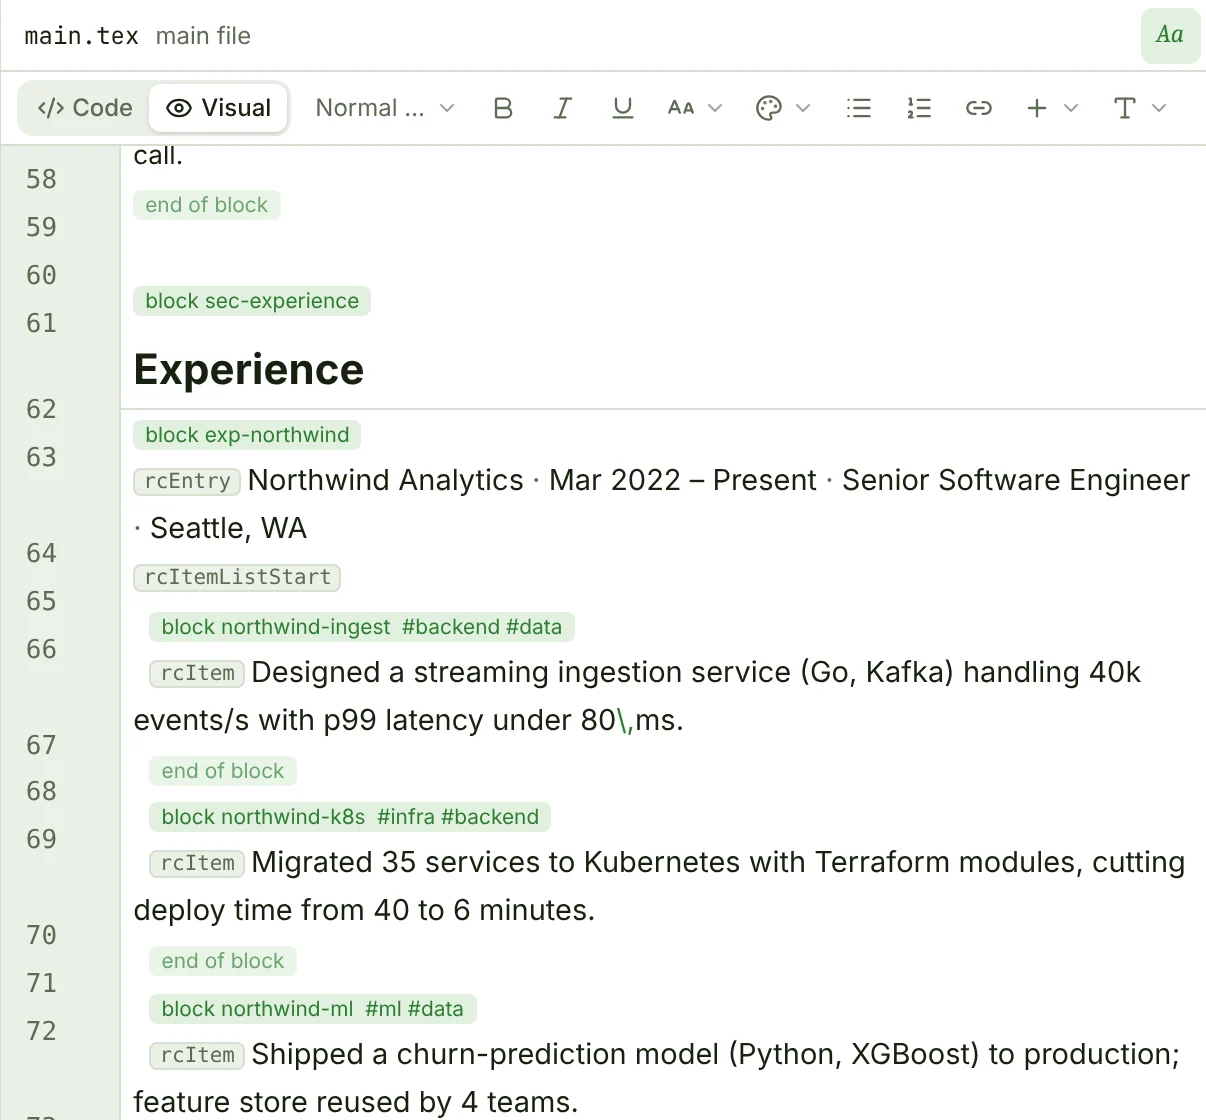 main.tex main file Aa
</> Code Visual Normal ... B I U AA + T
call.
58
end of block
59
60
block sec-experience
61
Experience
62
block exp-northwind
63
rcEntry Northwind Analytics · Mar 2022 – Present · Senior Software Engineer
· Seattle, WA
64
rcItemListStart
65
block northwind-ingest #backend #data
66
rcItem Designed a streaming ingestion service (Go, Kafka) handling 40k
events/s with p99 latency under 80\,ms.
67
end of block
68
block northwind-k8s #infra #backend
69
rcItem Migrated 35 services to Kubernetes with Terraform modules, cutting
deploy time from 40 to 6 minutes.
70
end of block
71
block northwind-ml #ml #data
72
rcItem Shipped a churn-prediction model (Python, XGBoost) to production;
feature store reused by 4 teams.